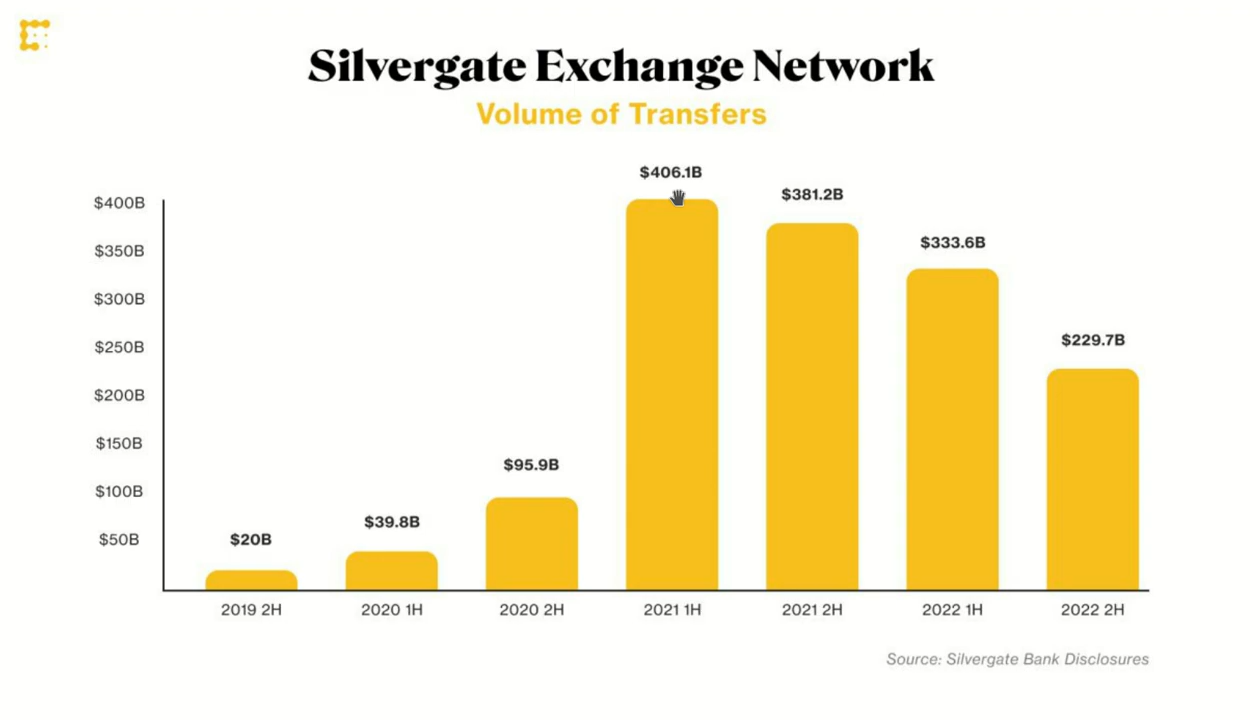 Silvergate Exchange Network
Volume of Transfers
$400B
$350B
$300B
$250B
$200B
$150B
$100B
$50B
$20B
$39.8B
$95.9B
$406.1B
$381.2B
$333.6B
$229.7B
2019 2H
2020 1H
2020 2H
2021 1H
2021 2H
2022 1H
2022 2H
Source: Silvergate Bank Disclosures